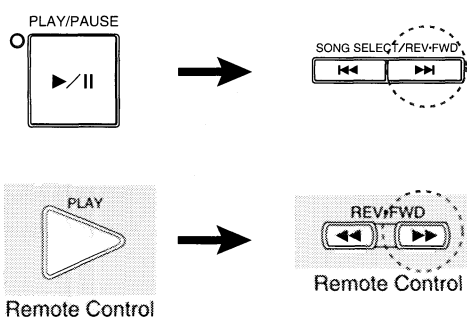 PLAY/PAUSE
SONG SELECT/REV•FWD
PLAY
REV•FWD
Remote Control
Remote Control